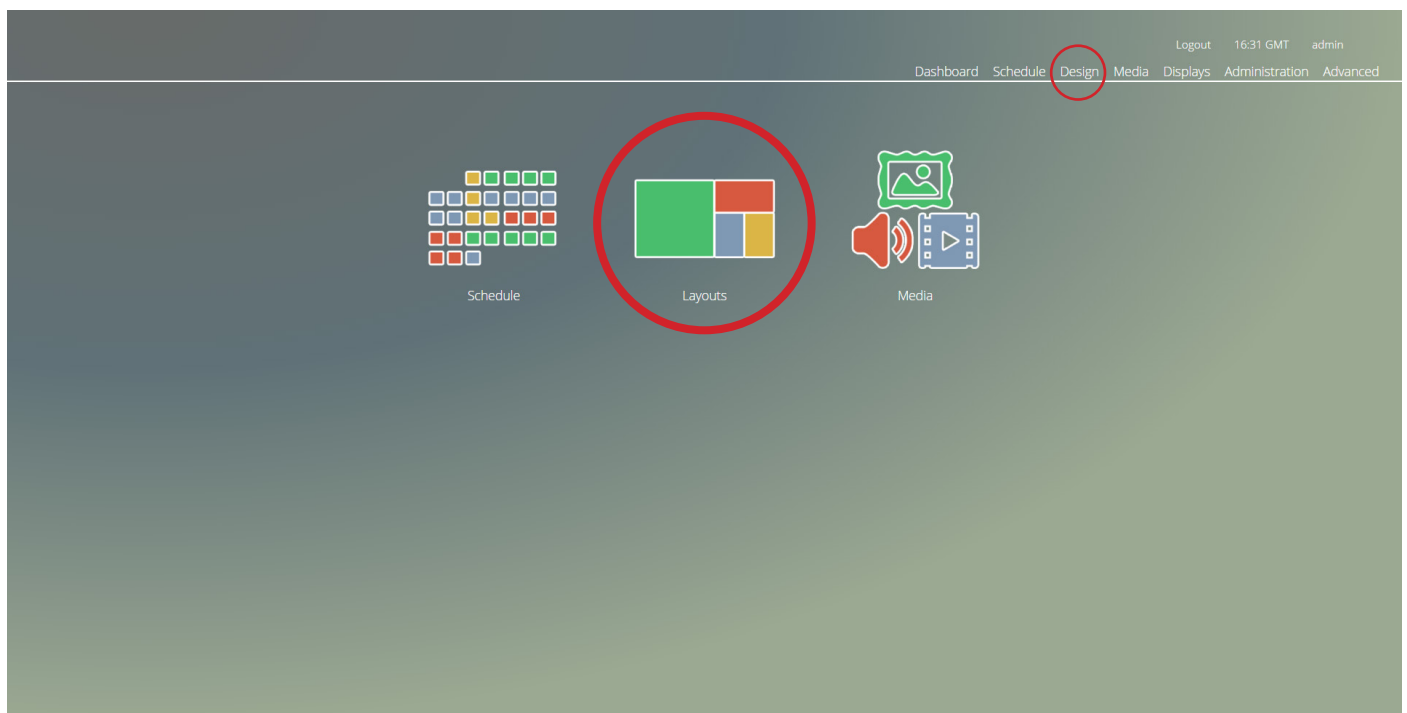 Logout 16:31 GMT admin
Dashboard Schedule Design Media Displays Administration Advanced
Schedule Layouts Media